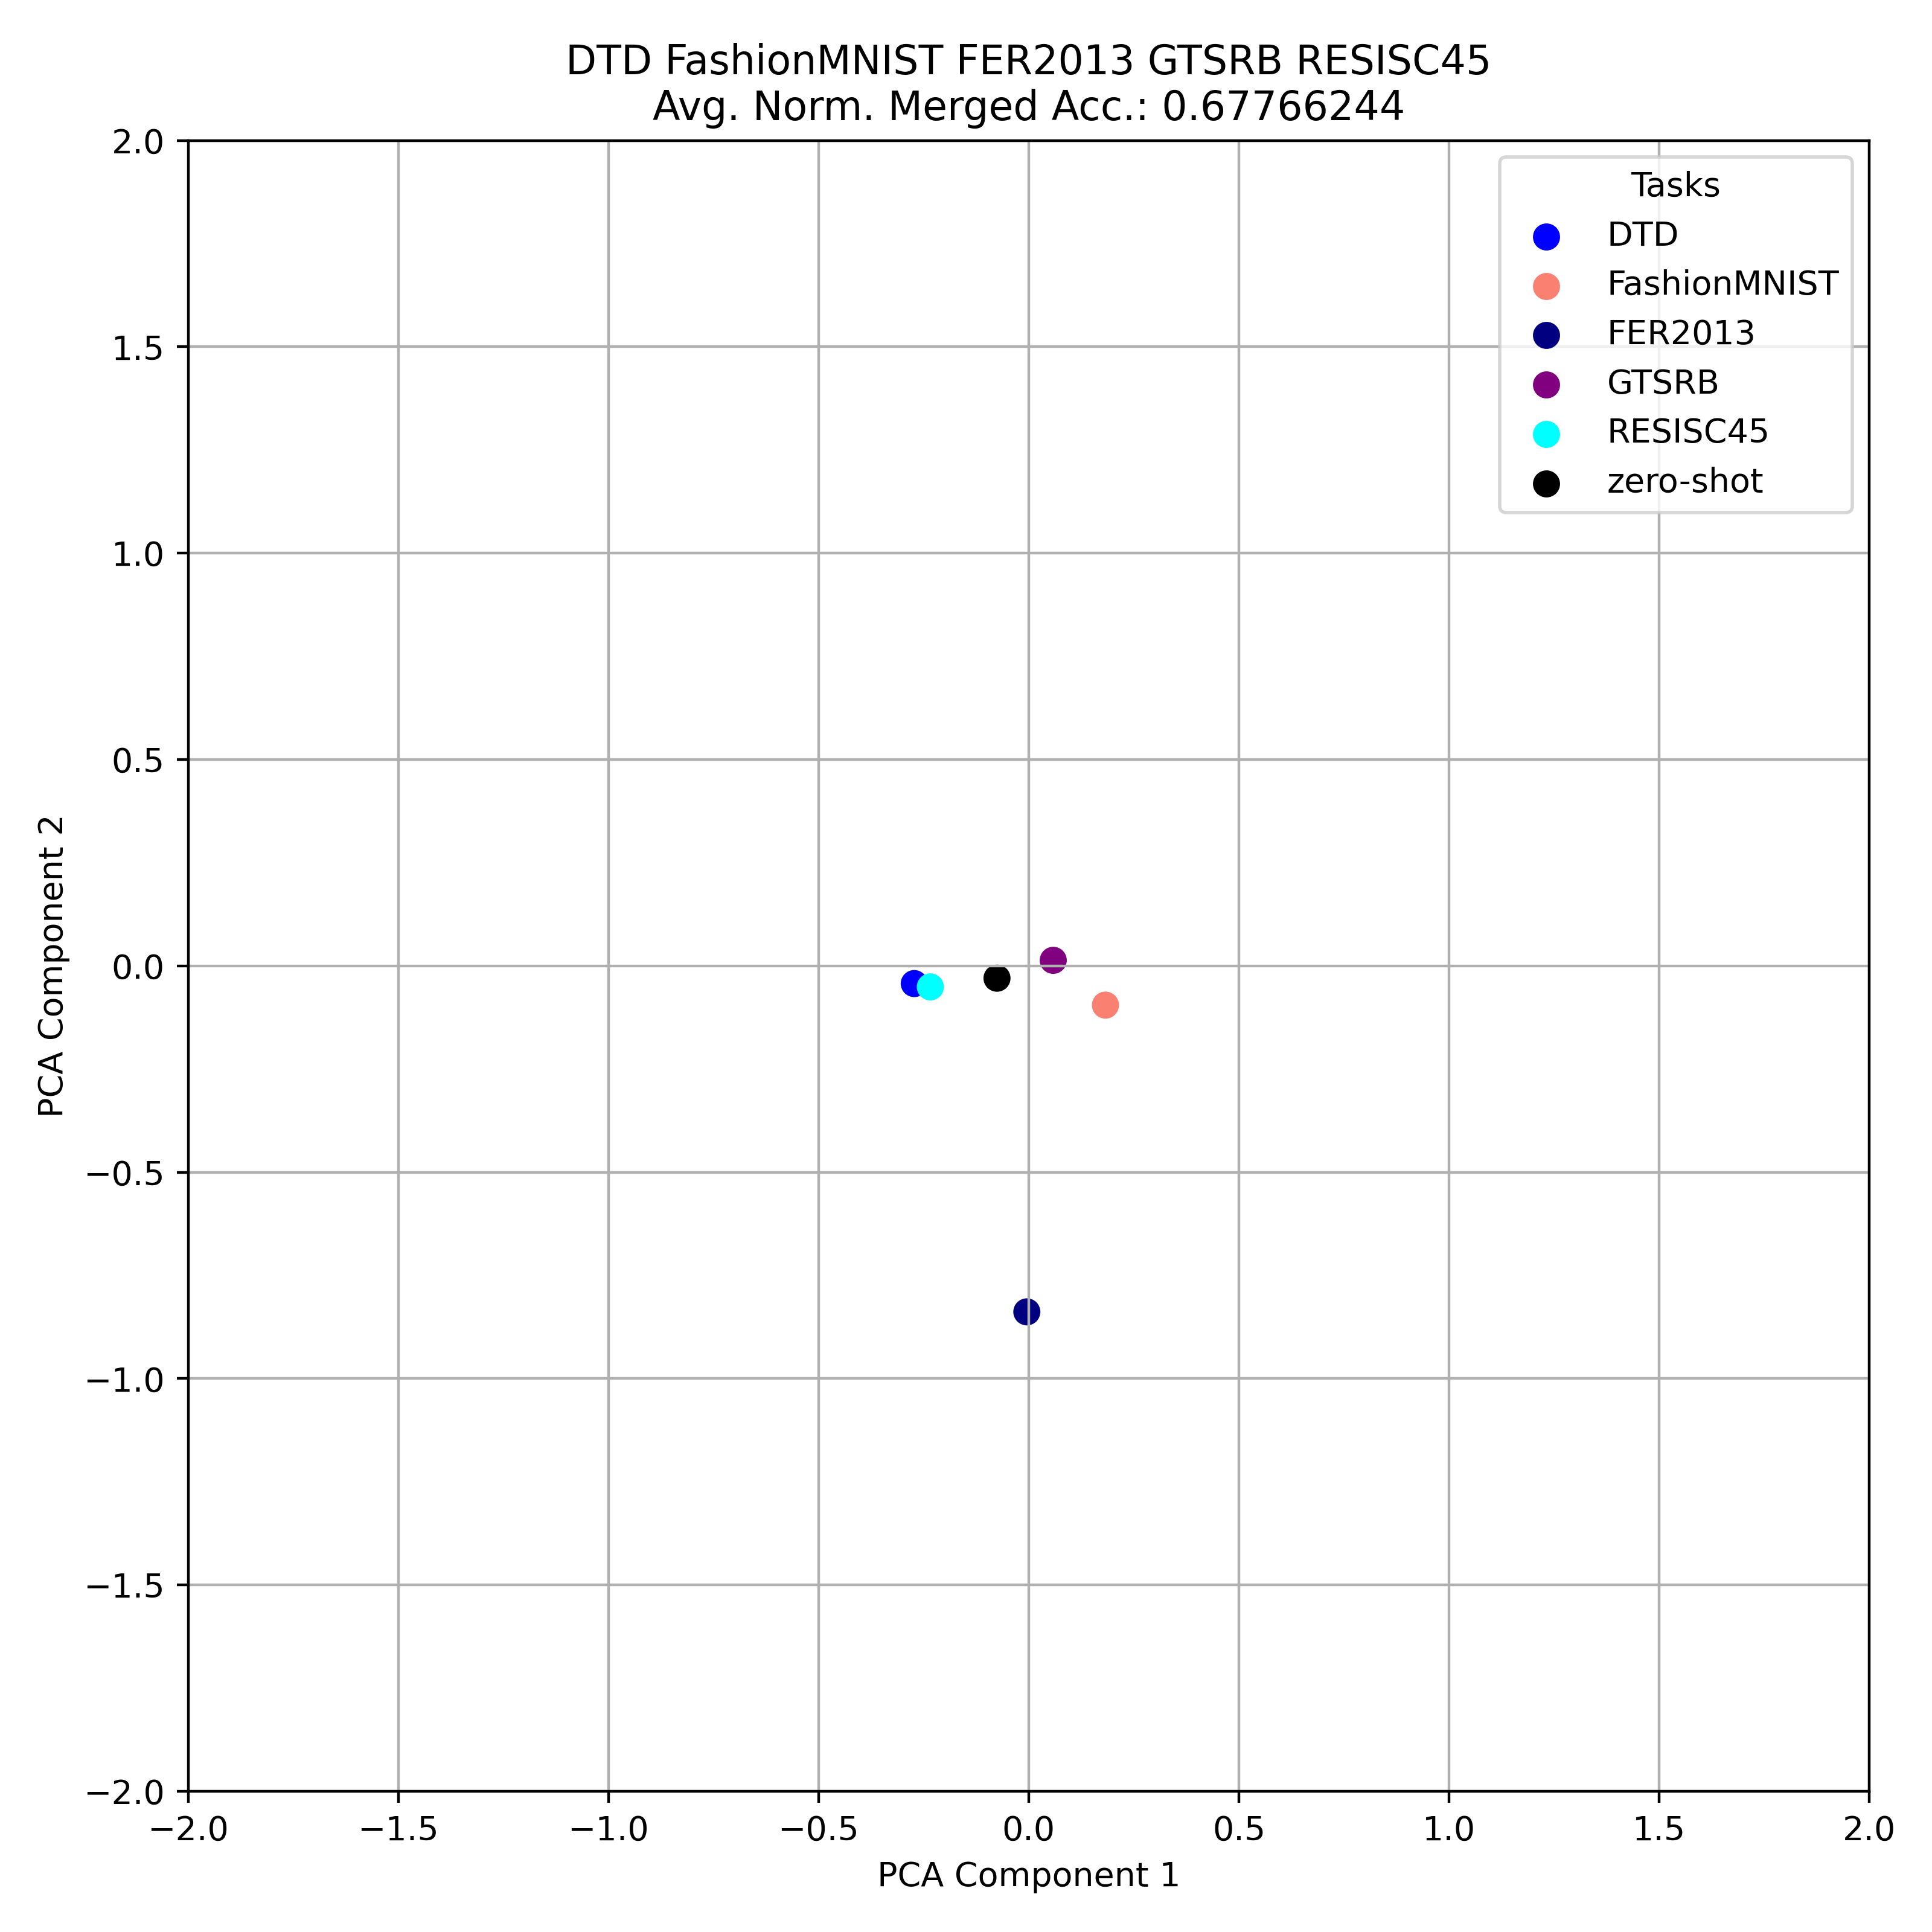 DTD FashionMNIST FER2013 GTSRB RESISC45
Avg. Norm. Merged Acc.: 0.67766244
Tasks
DTD
FashionMNIST
FER2013
GTSRB
RESISC45
zero-shot
2.0
1.5
1.0
0.5
0.0
−0.5
−1.0
−1.5
−2.0
PCA Component 2
−2.0 −1.5 −1.0 −0.5 0.0 0.5 1.0 1.5 2.0
PCA Component 1